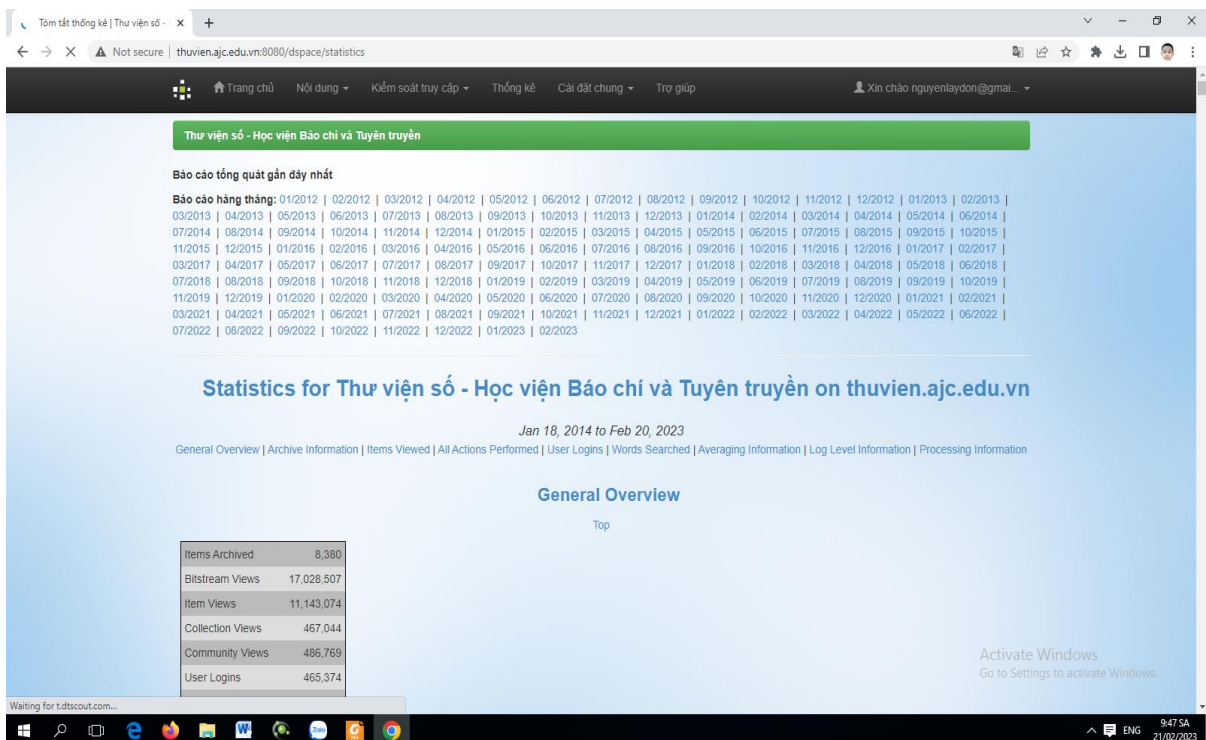 Tóm tắt thống kê | Thư viện số -
Not secure | thuvien.ajc.edu.vn:8080/dspace/statistics
Trang chủ Nội dung Kiểm soát truy cập Thống kê Cài đặt chung Trợ giúp Xin chào nguyenlaydon@gmai...
Thư viện số - Học viện Báo chí và Tuyên truyền
Báo cáo tổng quát gần đây nhất
Báo cáo hàng tháng: 01/2012 | 02/2012 | 03/2012 | 04/2012 | 05/2012 | 06/2012 | 07/2012 | 08/2012 | 09/2012 | 10/2012 | 11/2012 | 12/2012 | 01/2013 | 02/2013 |
03/2013 | 04/2013 | 05/2013 | 06/2013 | 07/2013 | 08/2013 | 09/2013 | 10/2013 | 11/2013 | 12/2013 | 01/2014 | 02/2014 | 03/2014 | 04/2014 | 05/2014 | 06/2014 |
07/2014 | 08/2014 | 09/2014 | 10/2014 | 11/2014 | 12/2014 | 01/2015 | 02/2015 | 03/2015 | 04/2015 | 05/2015 | 06/2015 | 07/2015 | 08/2015 | 09/2015 | 10/2015 |
11/2015 | 12/2015 | 01/2016 | 02/2016 | 03/2016 | 04/2016 | 05/2016 | 06/2016 | 07/2016 | 08/2016 | 09/2016 | 10/2016 | 11/2016 | 12/2016 | 01/2017 | 02/2017 |
03/2017 | 04/2017 | 05/2017 | 06/2017 | 07/2017 | 08/2017 | 09/2017 | 10/2017 | 11/2017 | 12/2017 | 01/2018 | 02/2018 | 03/2018 | 04/2018 | 05/2018 | 06/2018 |
07/2018 | 08/2018 | 09/2018 | 10/2018 | 11/2018 | 12/2018 | 01/2019 | 02/2019 | 03/2019 | 04/2019 | 05/2019 | 06/2019 | 07/2019 | 08/2019 | 09/2019 | 10/2019 |
11/2019 | 12/2019 | 01/2020 | 02/2020 | 03/2020 | 04/2020 | 05/2020 | 06/2020 | 07/2020 | 08/2020 | 09/2020 | 10/2020 | 11/2020 | 12/2020 | 01/2021 | 02/2021 |
03/2021 | 04/2021 | 05/2021 | 06/2021 | 07/2021 | 08/2021 | 09/2021 | 10/2021 | 11/2021 | 12/2021 | 01/2022 | 02/2022 | 03/2022 | 04/2022 | 05/2022 | 06/2022 |
07/2022 | 08/2022 | 09/2022 | 10/2022 | 11/2022 | 12/2022 | 01/2023 | 02/2023
Statistics for Thư viện số - Học viện Báo chí và Tuyên truyền on thuvien.ajc.edu.vn
Jan 18, 2014 to Feb 20, 2023
General Overview | Archive Information | Items Viewed | All Actions Performed | User Logins | Words Searched | Averaging Information | Log Level Information | Processing Information
General Overview
Top
Items Archived 8,380
Bitstream Views 17,028,507
Item Views 11,143,074
Collection Views 467,044
Community Views 486,769
User Logins 465,374
Activate Windows
Go to Settings to activate Windows.
Waiting for t.dtscout.com...
Zalo
ENG 9:47 SA
21/02/2023